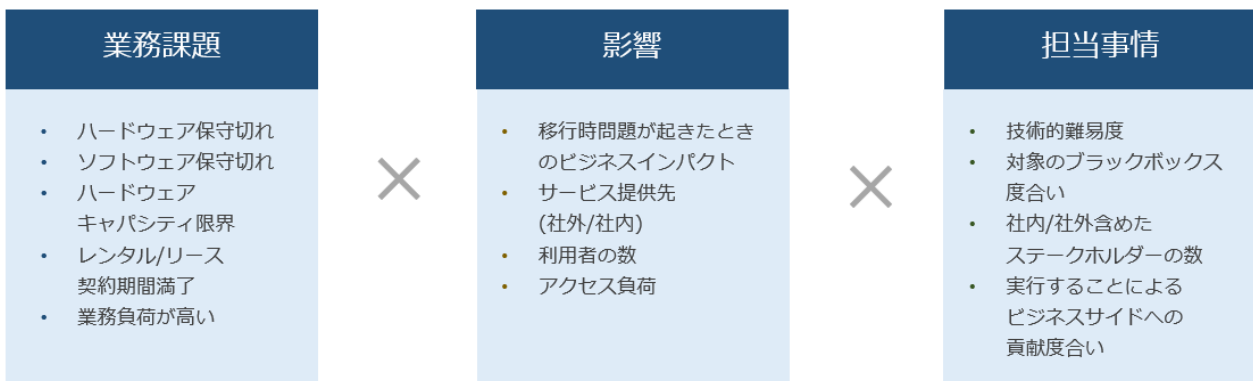 業務課題
• ハードウェア保守切れ
• ソフトウェア保守切れ
• ハードウェア
キャパシティ限界
• レンタル/リース
契約期間満了
• 業務負荷が高い
×
影響
• 移行時問題が起きたとき
のビジネスインパクト
• サービス提供先
(社外/社内)
• 利用者の数
• アクセス負荷
×
担当事情
• 技術的難易度
• 対象のブラックボックス
度合い
• 社内/社外含めた
ステークホルダーの数
• 実行することによる
ビジネスサイドへの
貢献度合い